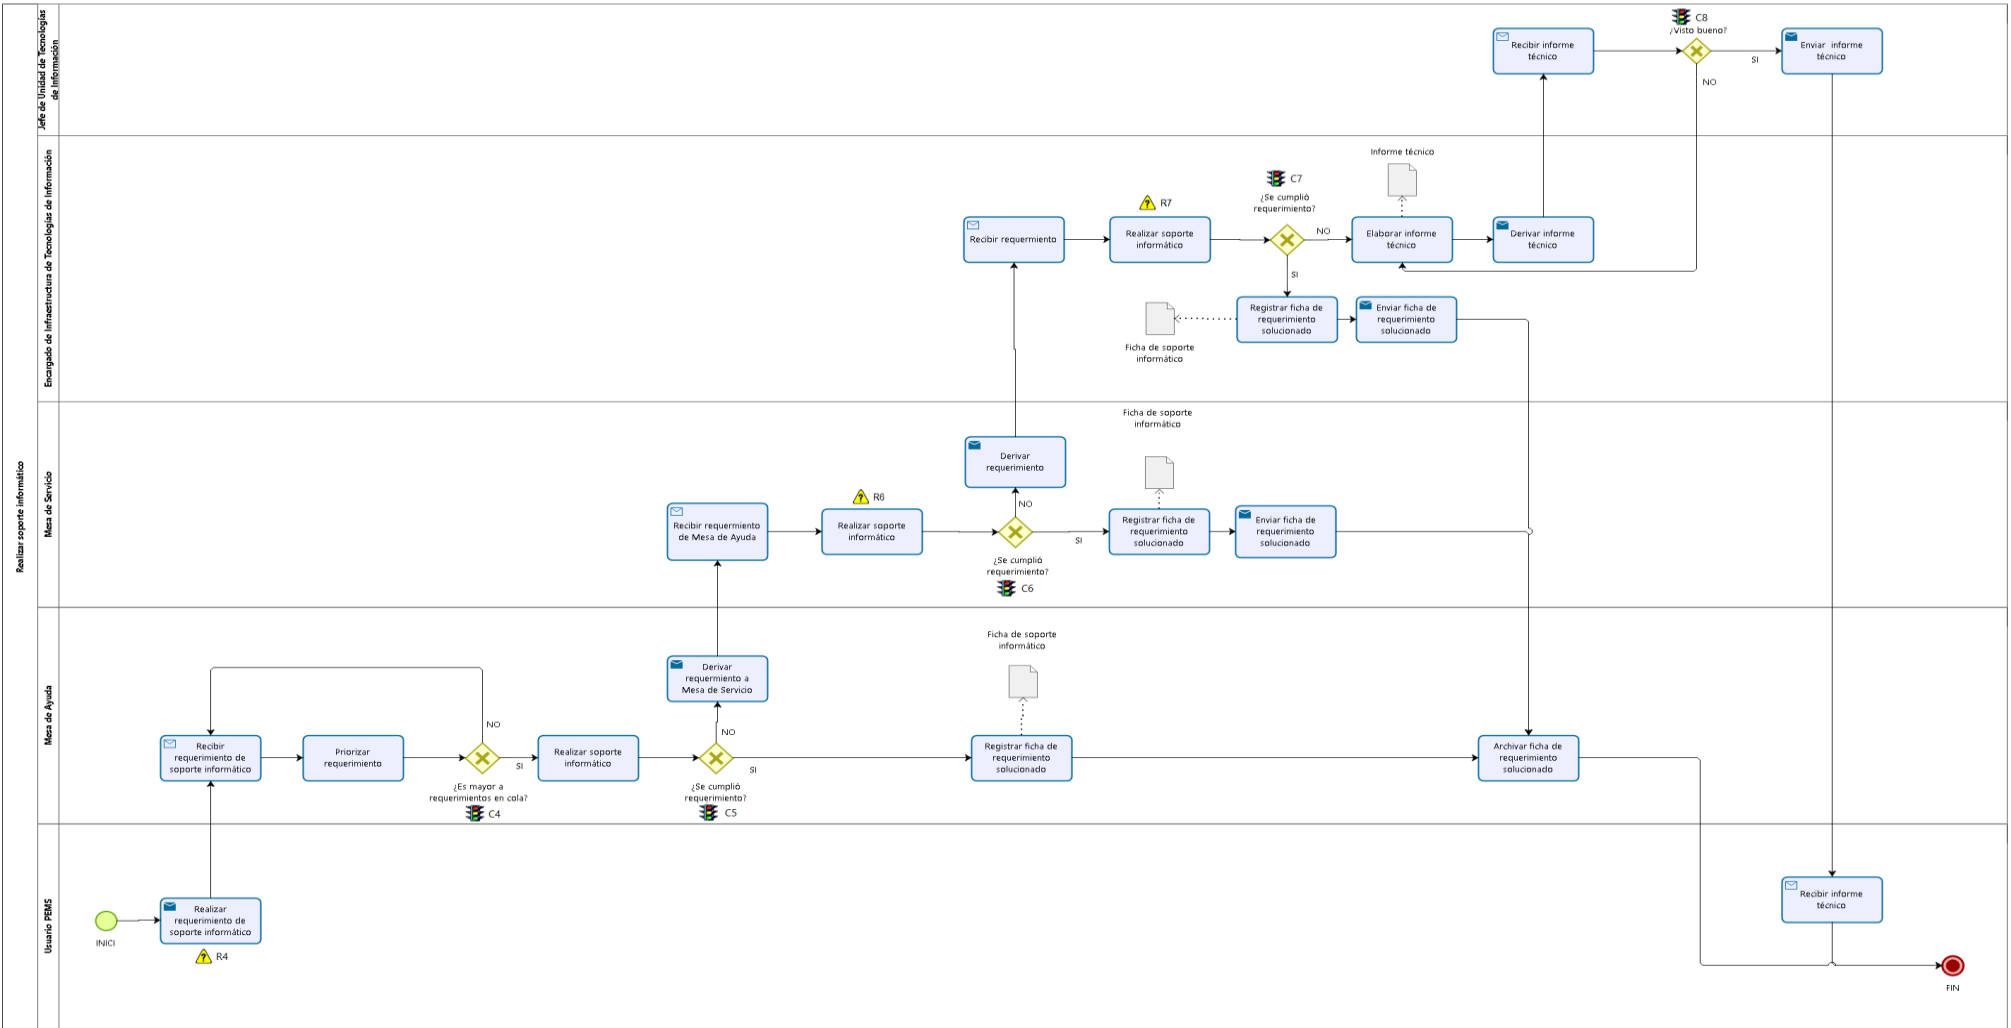 Realizar soporte informático
Jefe de Unidad de Tecnologías
de Información
Recibir informe
técnico
C8
¿Visto bueno?
SI
NO
Enviar informe
técnico
Encargado de Infraestructura de Tecnologías de Información
Recibir requermiento
R7
Realizar soporte
informático
C7
¿Se cumplió
requerimiento?
NO
SI
Informe técnico
Elaborar informe
técnico
Derivar informe
técnico
Ficha de soporte
informático
Registrar ficha de
requerimiento
solucionado
Enviar ficha de
requerimiento
solucionado
Mesa de Servicio
Recibir requermiento
de Mesa de Ayuda
R6
Realizar soporte
informático
Derivar
requerimiento
NO
SI
¿Se cumplió
requerimiento?
C6
Ficha de soporte
informático
Registrar ficha de
requerimiento
solucionado
Enviar ficha de
requerimiento
solucionado
Mesa de Ayuda
Recibir
requerimiento de
soporte informático
Priorizar
requerimiento
NO
SI
¿Es mayor a
requerimientos en cola?
C4
Realizar soporte
informático
Derivar
requermiento a
Mesa de Servicio
NO
SI
¿Se cumplió
requerimiento?
C5
Ficha de soporte
informático
Registrar ficha de
requerimiento
solucionado
Archivar ficha de
requerimiento
solucionado
Usuario PEMS
INICI
Realizar
requerimiento de
soporte informático
R4
Recibir informe
técnico
FIN